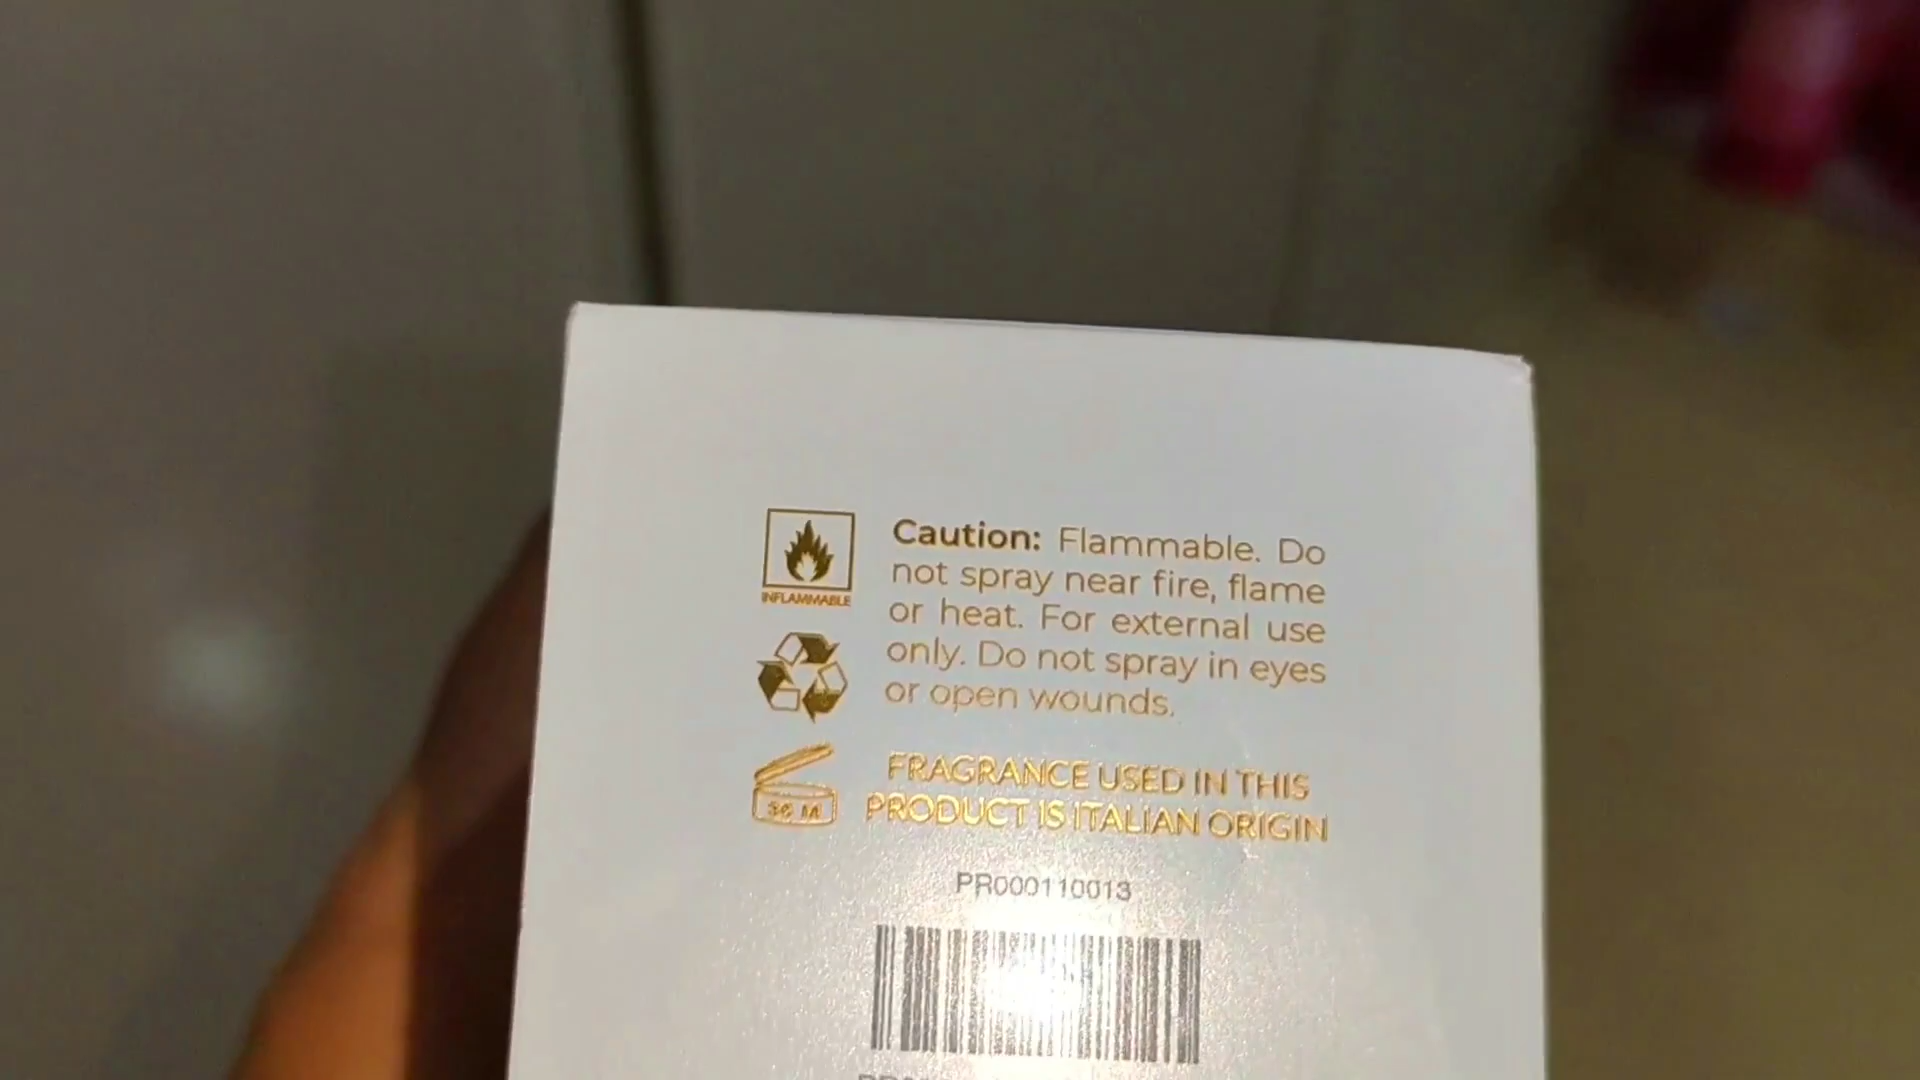 Caution: Flammable. Do
not spray near fire, flame
or heat. For external use
only. Do not spray in eyes
or open wounds.
INFLAMMABLE
36 M
FRAGRANCE USED IN THIS
PRODUCT IS ITALIAN ORIGIN
PR000110013